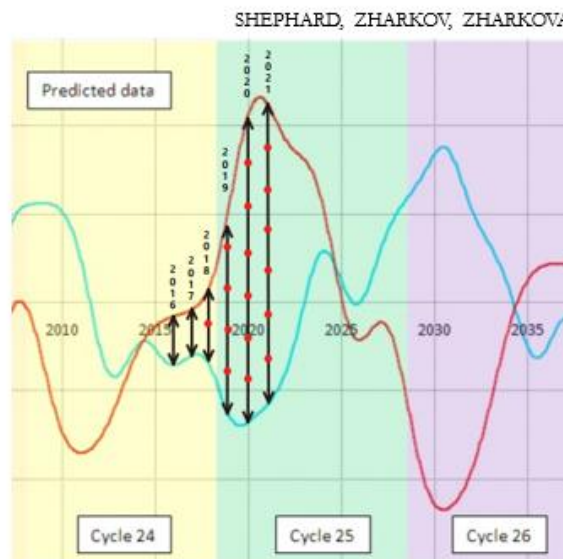 SHEPHARD, ZHARKOV, ZHARKOVA
Predicted data
2016
2017
2018
2019
2020
2021
2010
2015
2020
2025
2030
2035
Cycle 24
Cycle 25
Cycle 26